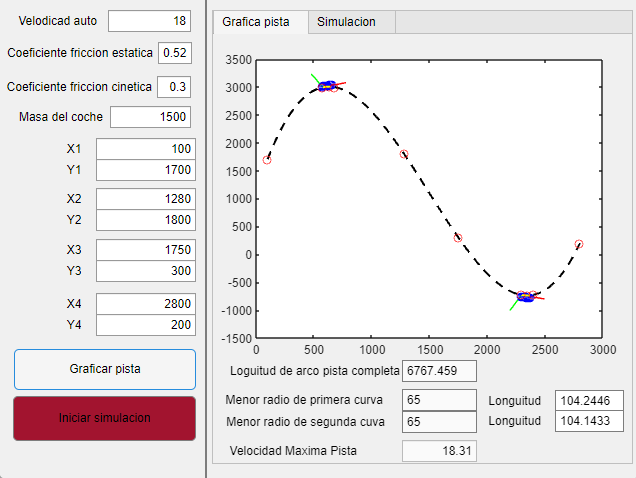 Velodicad auto 18
Coeficiente friccion estatica 0.52
Coeficiente friccion cinetica 0.3
Masa del coche 1500
X1 100
Y1 1700
X2 1280
Y2 1800
X3 1750
Y3 300
X4 2800
Y4 200
Graficar pista
Iniciar simulacion
Grafica pista Simulacion
3500
3000
2500
2000
1500
1000
500
0
-500
-1000
-1500
0 500 1000 1500 2000 2500 3000
Loguitud de arco pista completa 6767.459
Menor radio de primera curva 65 Longuitud 104.2446
Menor radio de segunda cuva 65 Longuitud 104.1433
Velocidad Maxima Pista 18.31